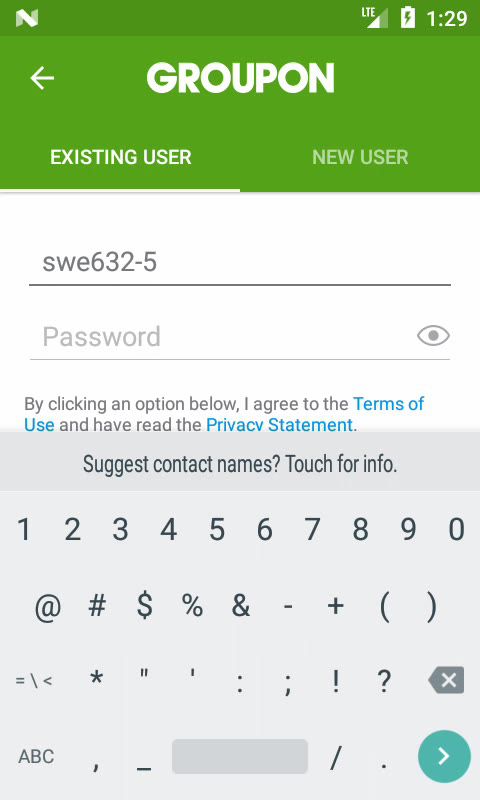 LTE 1:29
GROUPON
EXISTING USER NEW USER
swe632-5
Password
By clicking an option below, I agree to the Terms of
Use and have read the Privacy Statement.
Suggest contact names? Touch for info.
1 2 3 4 5 6 7 8 9 0
@ # $ % & - + ( )
= \ < * " ' : ; ! ?
ABC , _ / .